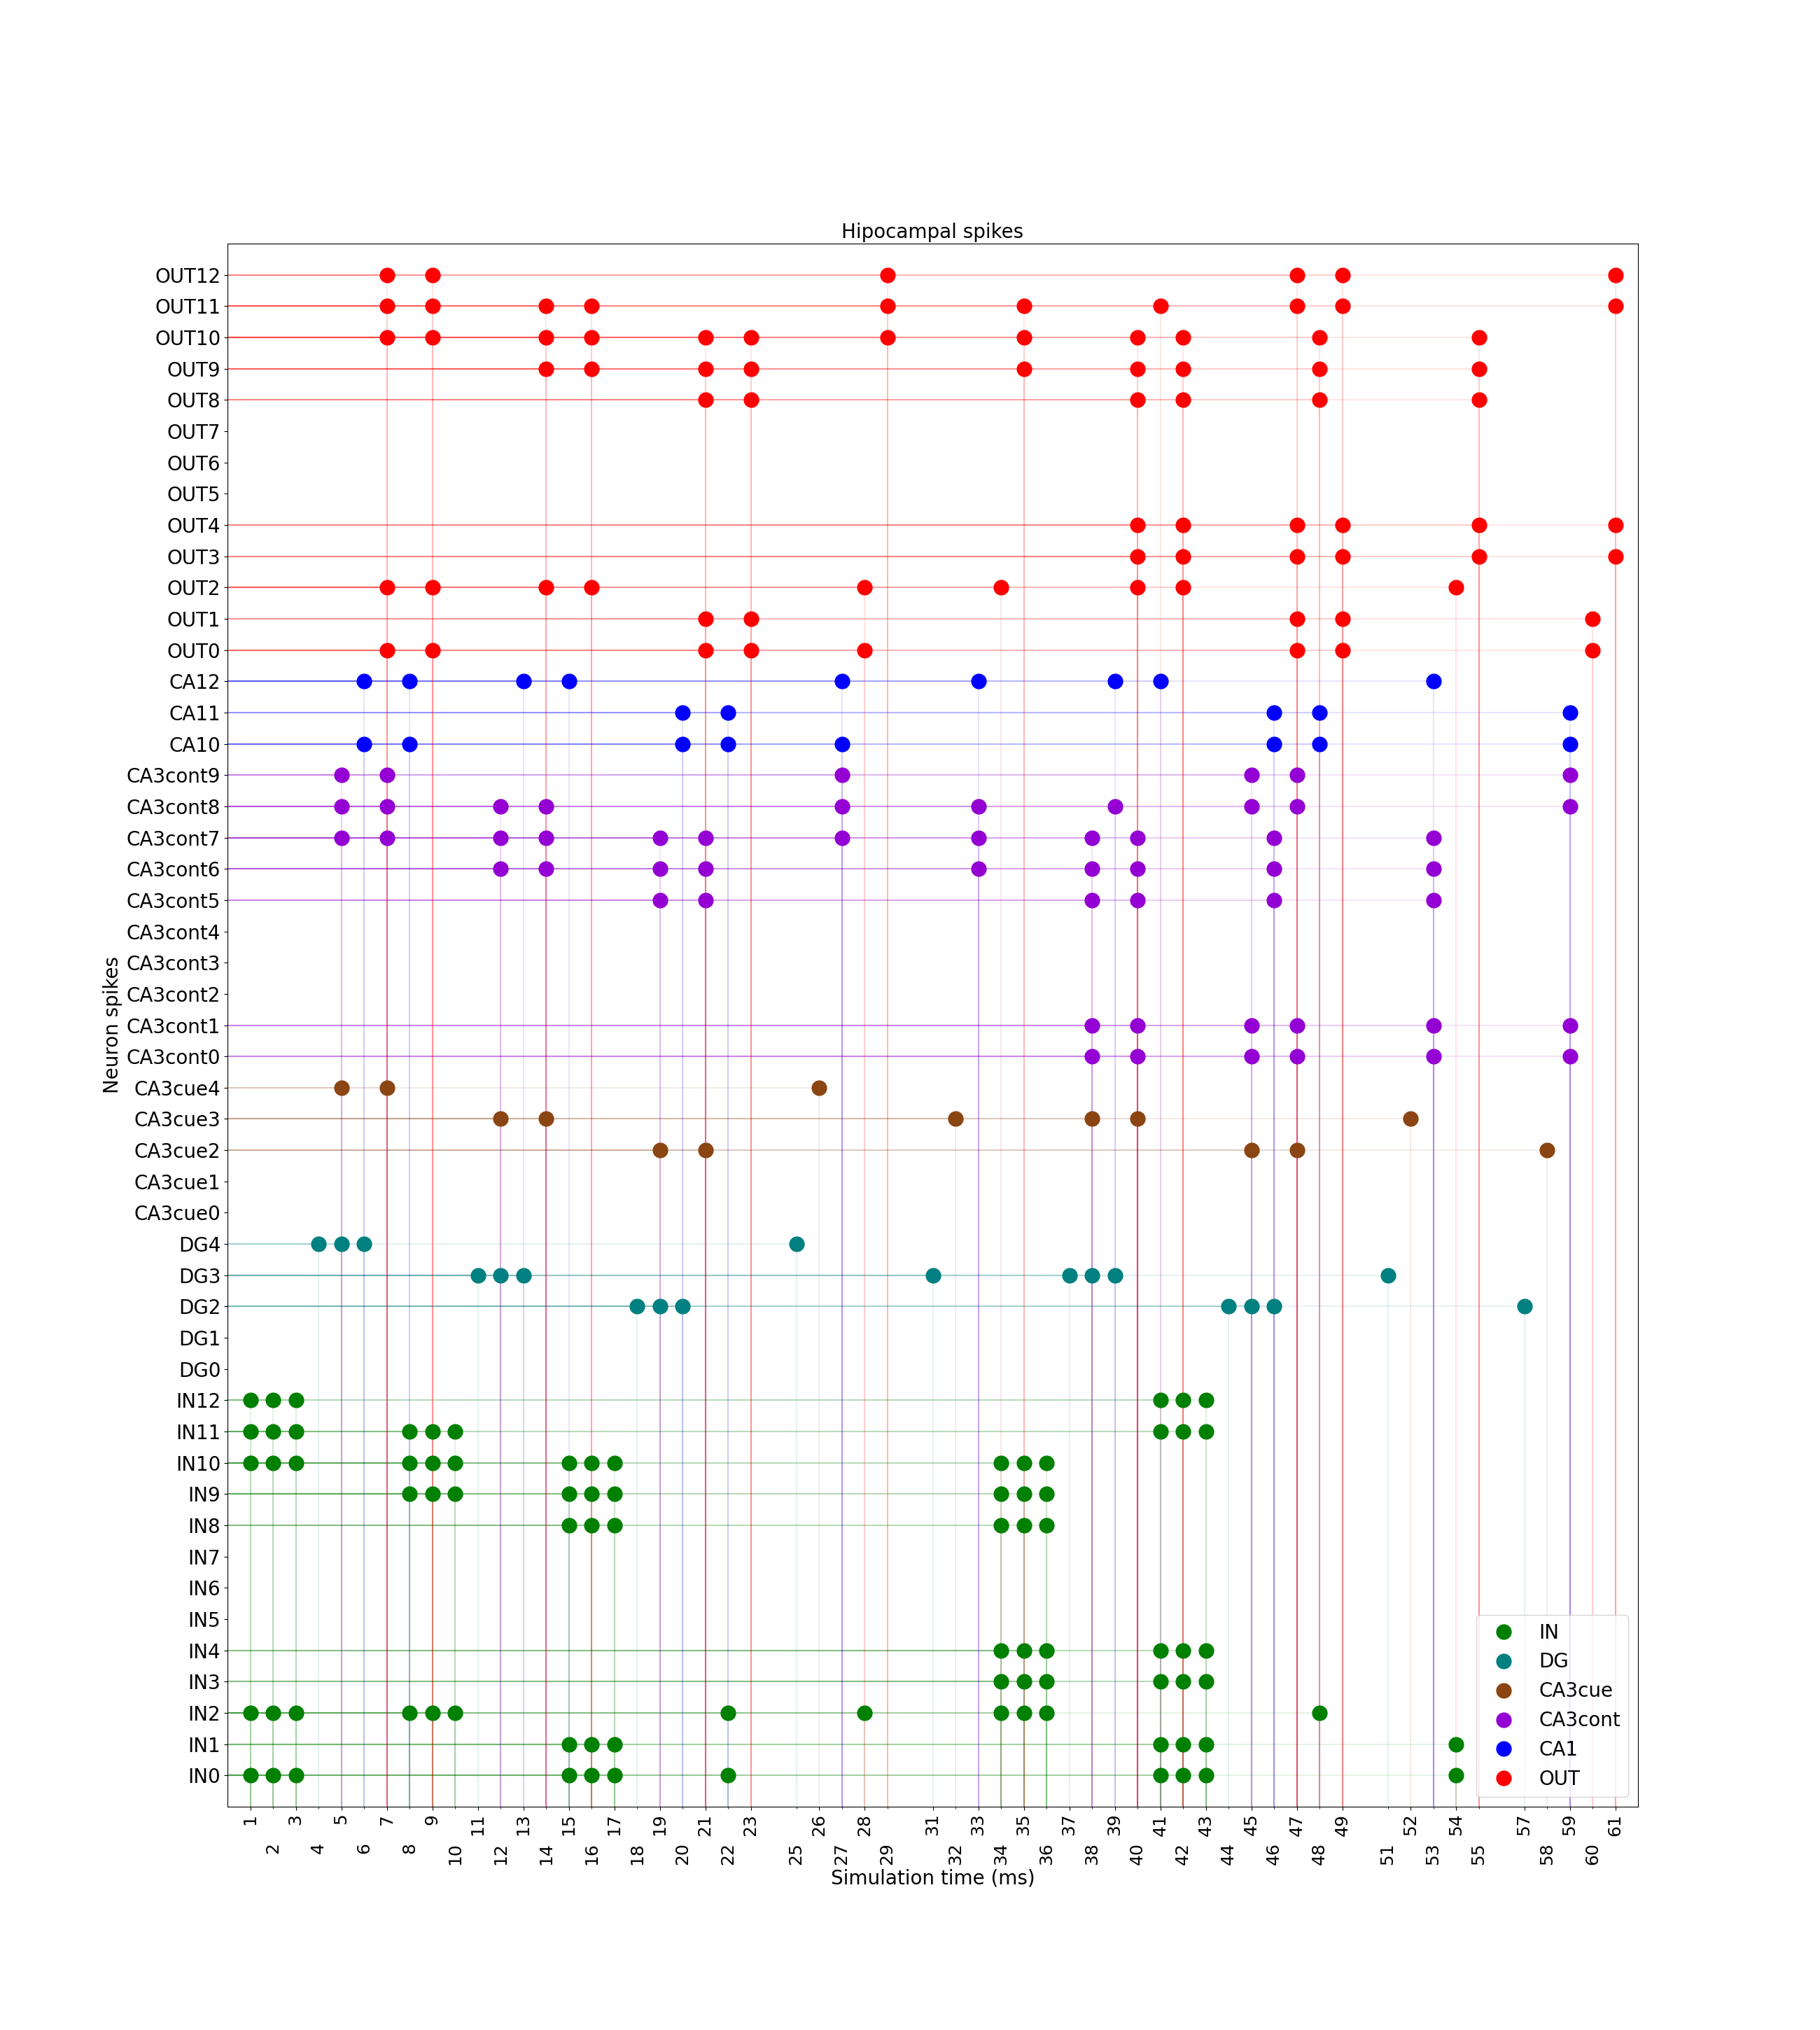 Hipocampal spikes
OUT12
OUT11
OUT10
OUT9
OUT8
OUT7
OUT6
OUT5
OUT4
OUT3
OUT2
OUT1
OUT0
CA12
CA11
CA10
CA3cont9
CA3cont8
CA3cont7
CA3cont6
CA3cont5
CA3cont4
CA3cont3
CA3cont2
CA3cont1
CA3cont0
CA3cue4
CA3cue3
CA3cue2
CA3cue1
CA3cue0
DG4
DG3
DG2
DG1
DG0
IN12
IN11
IN10
IN9
IN8
IN7
IN6
IN5
IN4
IN3
IN2
IN1
IN0
Neuron spikes
IN
DG
CA3cue
CA3cont
CA1
OUT
1 3 5 7 9 11 13 15 17 19 21 23 26 28 31 33 35 37 39 41 43 45 47 49 52 54 57 59 61
2 4 6 8 10 12 14 16 18 20 22 25 27 29 32 34 36 38 40 42 44 46 48 51 53 55 58 60
Simulation time (ms)